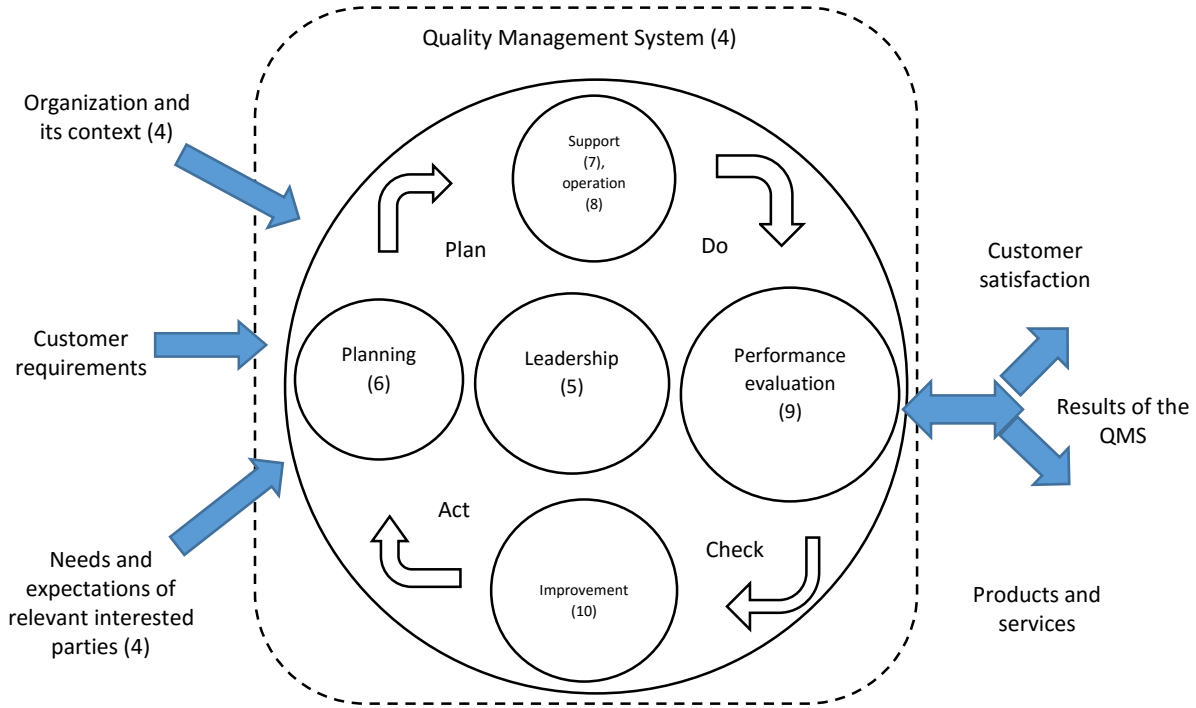 Quality Management System (4)
Organization and
its context (4)
Support
(7),
operation
(8)
Plan
Do
Customer
satisfaction
Customer
requirements
Planning
(6)
Leadership
(5)
Performance
evaluation
(9)
Results of the
QMS
Act
Check
Needs and
expectations of
relevant interested
parties (4)
Improvement
(10)
Products and
services